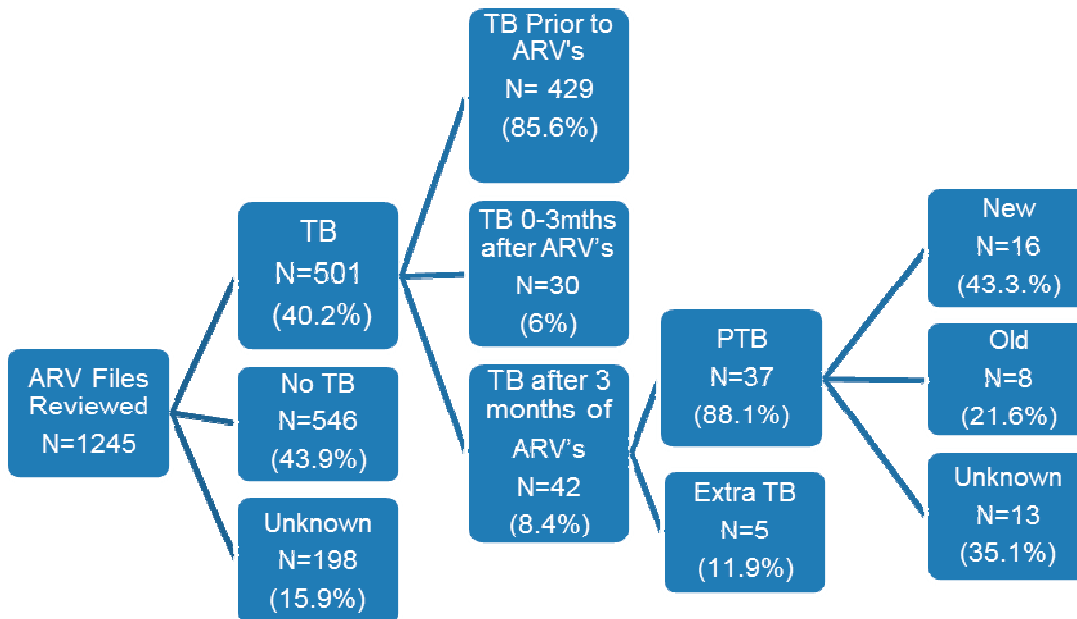 ARV Files
Reviewed
N=1245
TB
N=501
(40.2%)
No TB
N=546
(43.9%)
Unknown
N=198
(15.9%)
TB Prior to
ARV's
N= 429
(85.6%)
TB 0-3mths
after ARV’s
N=30
(6%)
TB after 3
months of
ARV’s
N=42
(8.4%)
PTB
N=37
(88.1%)
Extra TB
N=5
(11.9%)
New
N=16
(43.3.%)
Old
N=8
(21.6%)
Unknown
N=13
(35.1%)